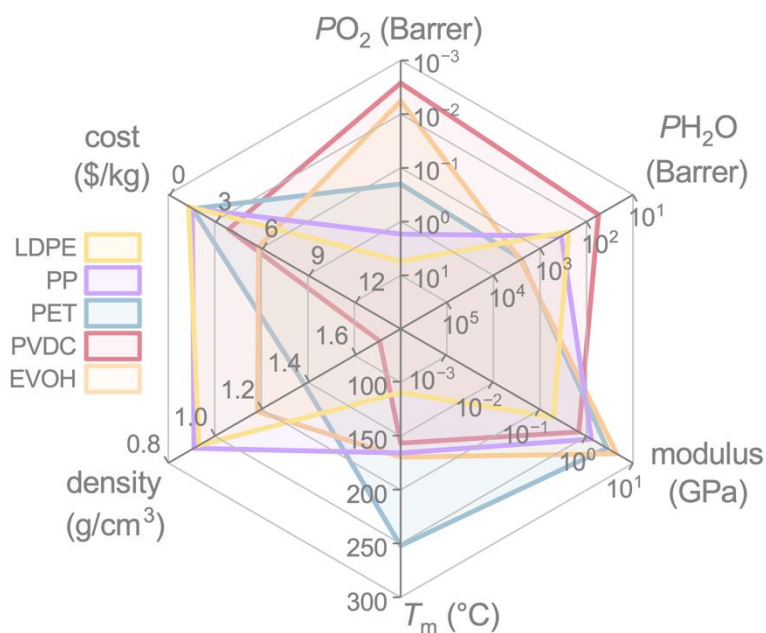 PO₂ (Barrer)
10⁻³
10⁻²
10⁻¹
10⁰
10¹
PH₂O
(Barrer)
10¹
10²
10³
10⁴
10⁵
cost
($/kg)
0
3
6
9
12
LDPE
PP
PET
PVDC
EVOH
1.6
1.4
1.2
1.0
0.8
density
(g/cm³)
100
150
200
250
300
Tₘ (°C)
10⁻³
10⁻²
10⁻¹
10⁰
10¹
modulus
(GPa)